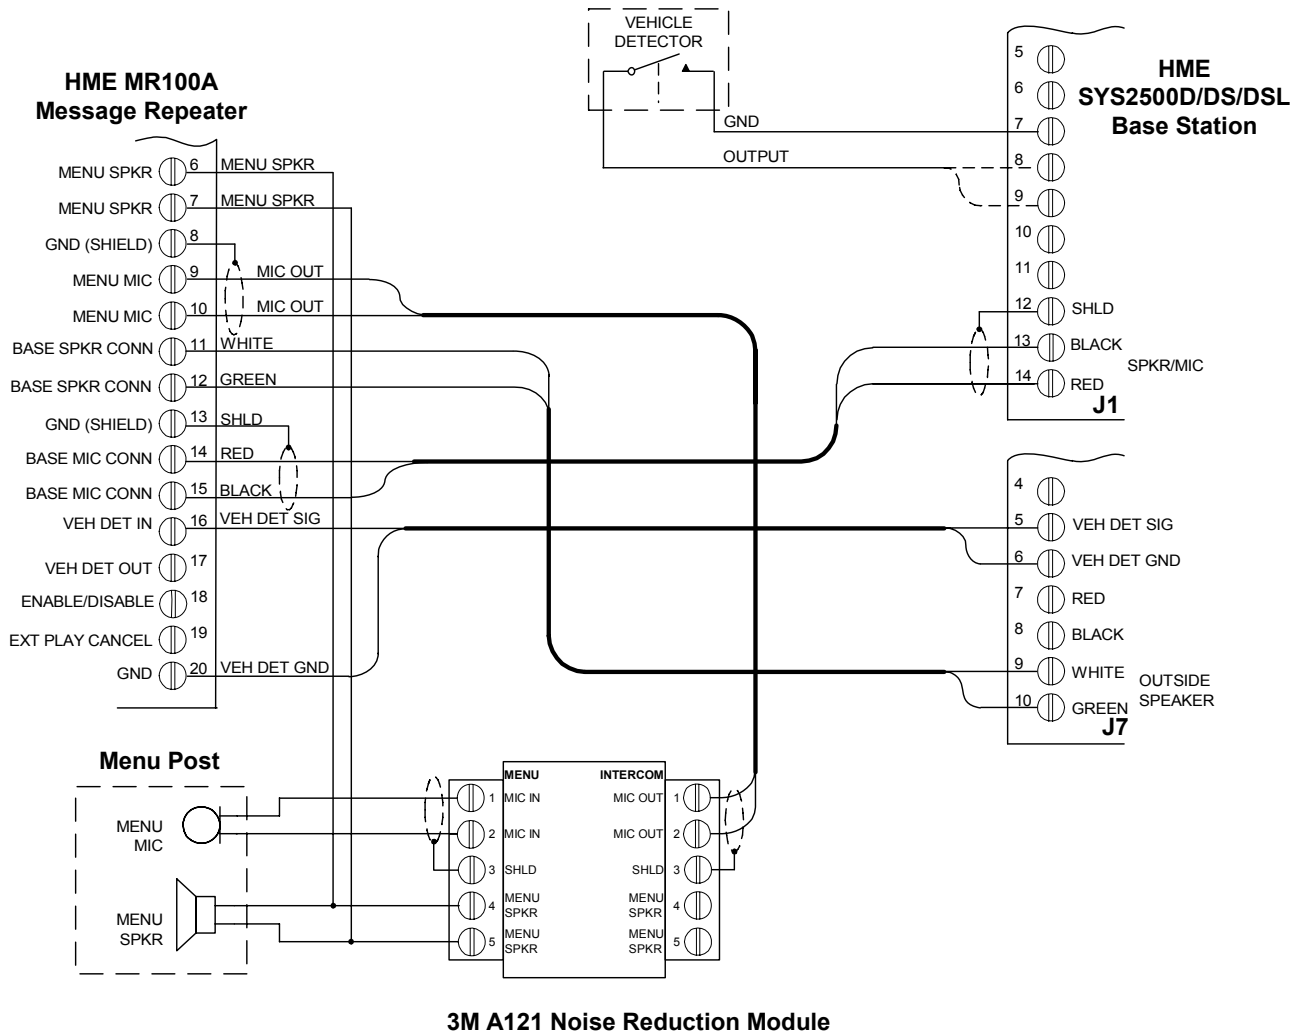 VEHICLE
DETECTOR
GND
OUTPUT
HME MR100A
Message Repeater
MENU SPKR 6 MENU SPKR
MENU SPKR 7 MENU SPKR
GND (SHIELD) 8
MENU MIC 9 MIC OUT
MENU MIC 10 MIC OUT
BASE SPKR CONN 11 WHITE
BASE SPKR CONN 12 GREEN
GND (SHIELD) 13 SHLD
BASE MIC CONN 14 RED
BASE MIC CONN 15 BLACK
VEH DET IN 16 VEH DET SIG
VEH DET OUT 17
ENABLE/DISABLE 18
EXT PLAY CANCEL 19
GND 20 VEH DET GND
HME
SYS2500D/DS/DSL
Base Station
5
6
7
8
9
10
11
12 SHLD
13 BLACK
14 RED
SPKR/MIC
J1
4
5 VEH DET SIG
6 VEH DET GND
7 RED
8 BLACK
9 WHITE
10 GREEN
OUTSIDE
SPEAKER
J7
Menu Post
MENU
MIC
MENU
SPKR
MENU
1 MIC IN
2 MIC IN
3 SHLD
4 MENU
SPKR
5 MENU
SPKR
INTERCOM
MIC OUT 1
MIC OUT 2
SHLD 3
MENU
SPKR 4
MENU
SPKR 5
3M A121 Noise Reduction Module